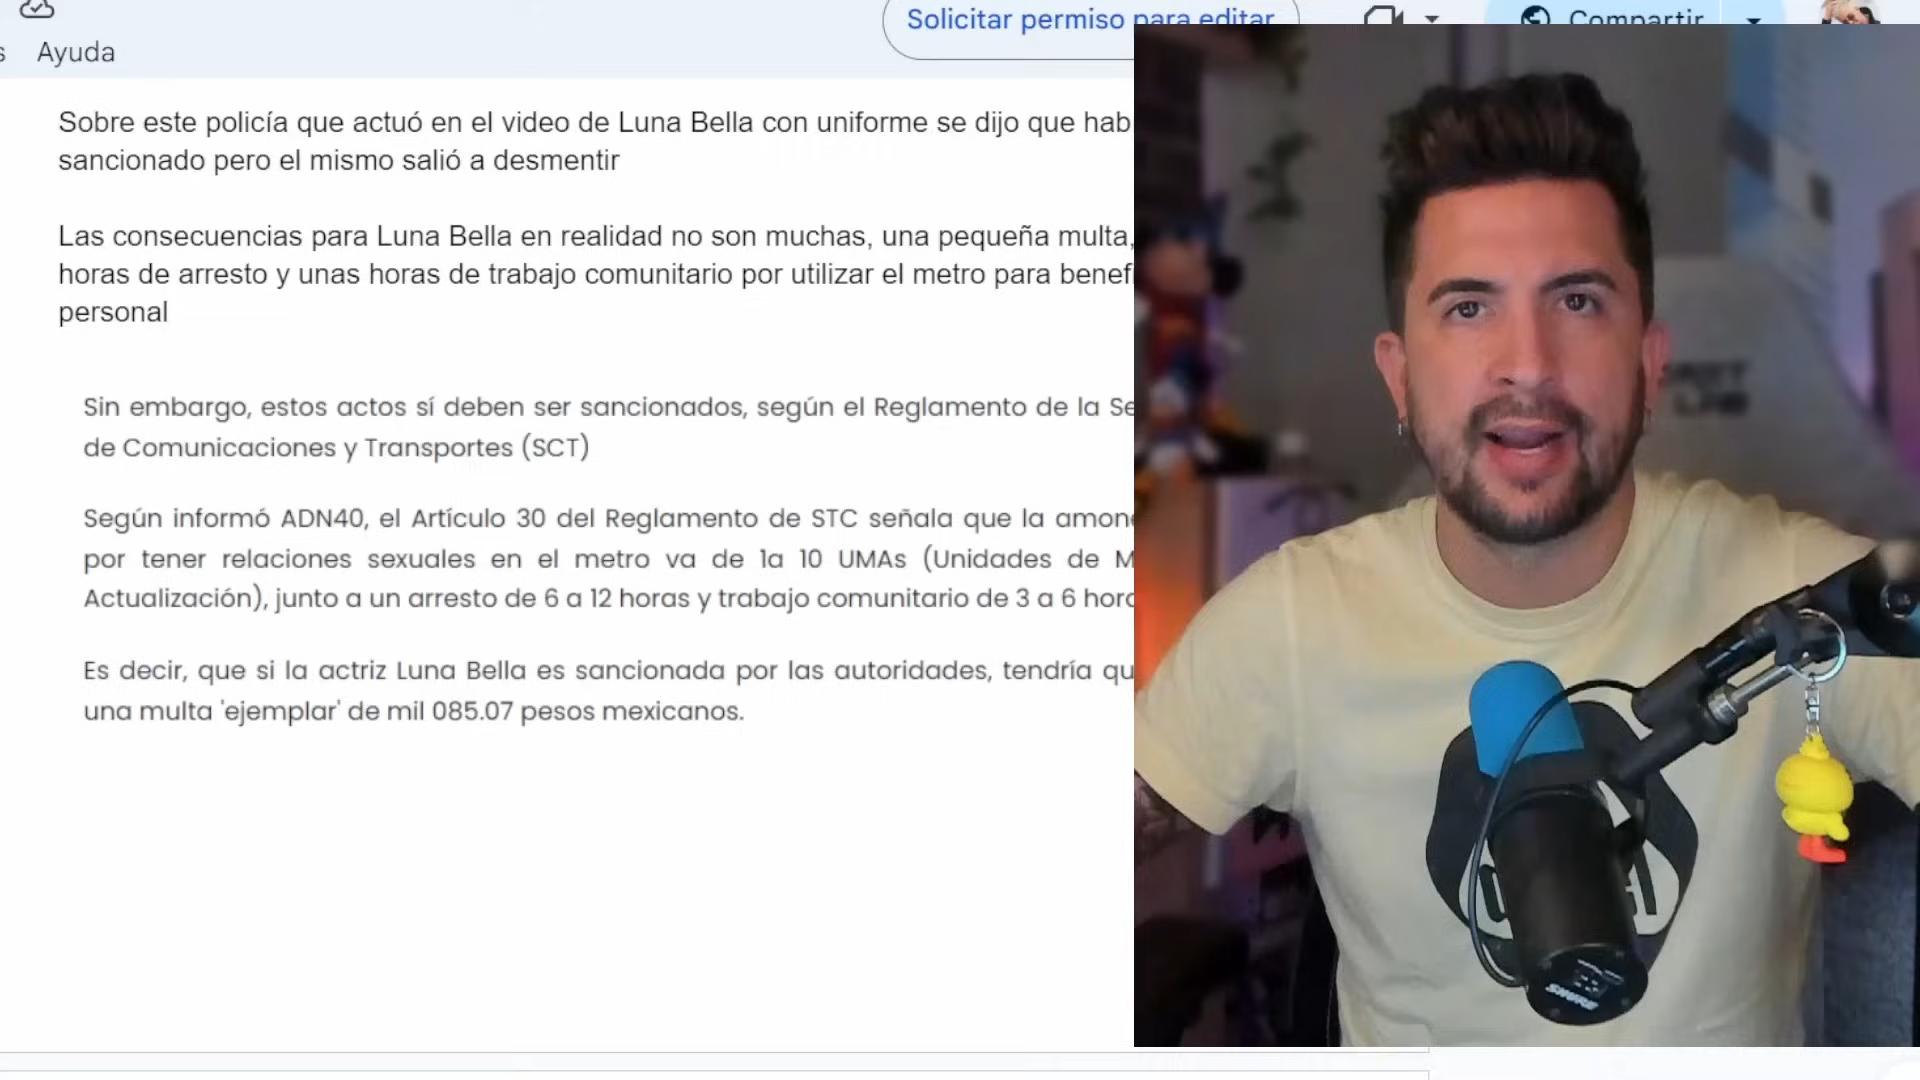 Solicitar permiso para editar
Compartir
Ayuda
Sobre este policía que actuó en el video de Luna Bella con uniforme se dijo que hab
sancionado pero el mismo salió a desmentir
Las consecuencias para Luna Bella en realidad no son muchas, una pequeña multa,
horas de arresto y unas horas de trabajo comunitario por utilizar el metro para benef
personal
Sin embargo, estos actos sí deben ser sancionados, según el Reglamento de la Se
de Comunicaciones y Transportes (SCT)
Según informó ADN40, el Artículo 30 del Reglamento de STC señala que la amon
por tener relaciones sexuales en el metro va de 1a 10 UMAs (Unidades de M
Actualización), junto a un arresto de 6 a 12 horas y trabajo comunitario de 3 a 6 hor
Es decir, que si la actriz Luna Bella es sancionada por las autoridades, tendría qu
una multa 'ejemplar' de mil 085.07 pesos mexicanos.
SHURE